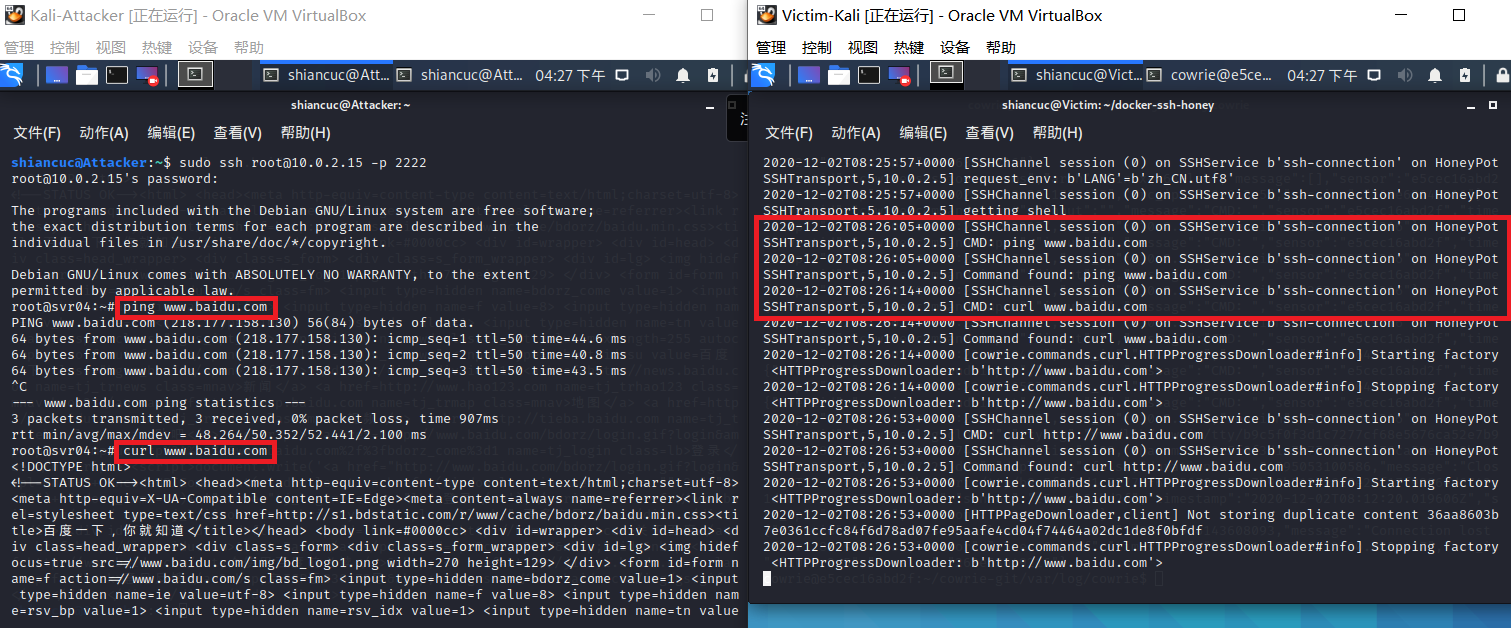 Kali-Attacker [正在运行] - Oracle VM VirtualBox
管理 控制 视图 热键 设备 帮助
shiancuc@Att... shiancuc@Att... 04:27 下午
shiancuc@Attacker: ~
文件(F) 动作(A) 编辑(E) 查看(V) 帮助(H)
shiancuc@Attacker:~$ sudo ssh root@10.0.2.15 -p 2222
root@10.0.2.15's password:
The programs included with the Debian GNU/Linux system are free software;
the exact distribution terms for each program are described in the
individual files in /usr/share/doc/*/copyright.
Debian GNU/Linux comes with ABSOLUTELY NO WARRANTY, to the extent
permitted by applicable law.
root@svr04:~# ping www.baidu.com
PING www.baidu.com (218.177.158.130) 56(84) bytes of data.
64 bytes from www.baidu.com (218.177.158.130): icmp_seq=1 ttl=50 time=44.6 ms
64 bytes from www.baidu.com (218.177.158.130): icmp_seq=2 ttl=50 time=40.8 ms
64 bytes from www.baidu.com (218.177.158.130): icmp_seq=3 ttl=50 time=43.5 ms
^C
--- www.baidu.com ping statistics ---
3 packets transmitted, 3 received, 0% packet loss, time 907ms
rtt min/avg/max/mdev = 48.264/50.352/52.441/2.100 ms
root@svr04:~# curl www.baidu.com
<!DOCTYPE html>
<!--STATUS OK--><html> <head><meta http-equiv=content-type content=text/html;charset=utf-8>
<meta http-equiv=X-UA-Compatible content=IE=Edge><meta content=always name=referrer><link r
el=stylesheet type=text/css href=http://s1.bdstatic.com/r/www/cache/bdorz/baidu.min.css><ti
tle>百度一下，你就知道</title></head> <body link=#0000cc> <div id=wrapper> <div id=head> <d
iv class=head_wrapper> <div class=s_form> <div class=s_form_wrapper> <div id=lg> <img hidef
ocus=true src=//www.baidu.com/img/bd_logo1.png width=270 height=129> </div> <form id=form n
ame=f action=//www.baidu.com/s class=fm> <input type=hidden name=bdorz_come value=1> <input
type=hidden name=ie value=utf-8> <input type=hidden name=f value=8> <input type=hidden nam
e=rsv_bp value=1> <input type=hidden name=rsv_idx value=1> <input type=hidden name=tn value
Victim-Kali [正在运行] - Oracle VM VirtualBox
管理 控制 视图 热键 设备 帮助
shiancuc@Vict... cowrie@e5ce... 04:27 下午
shiancuc@Victim: ~/docker-ssh-honey
文件(F) 动作(A) 编辑(E) 查看(V) 帮助(H)
2020-12-02T08:25:57+0000 [SSHChannel session (0) on SSHService b'ssh-connection' on HoneyPot
SSHTransport,5,10.0.2.5] request_env: b'LANG'=b'zh_CN.utf8'
2020-12-02T08:25:57+0000 [SSHChannel session (0) on SSHService b'ssh-connection' on HoneyPot
SSHTransport,5,10.0.2.5] getting shell
2020-12-02T08:26:05+0000 [SSHChannel session (0) on SSHService b'ssh-connection' on HoneyPot
SSHTransport,5,10.0.2.5] CMD: ping www.baidu.com
2020-12-02T08:26:05+0000 [SSHChannel session (0) on SSHService b'ssh-connection' on HoneyPot
SSHTransport,5,10.0.2.5] Command found: ping www.baidu.com
2020-12-02T08:26:14+0000 [SSHChannel session (0) on SSHService b'ssh-connection' on HoneyPot
SSHTransport,5,10.0.2.5] CMD: curl www.baidu.com
2020-12-02T08:26:14+0000 [SSHChannel session (0) on SSHService b'ssh-connection' on HoneyPot
SSHTransport,5,10.0.2.5] Command found: curl www.baidu.com
2020-12-02T08:26:14+0000 [cowrie.commands.curl.HTTPProgressDownloader#info] Starting factory
<HTTPProgressDownloader: b'http://www.baidu.com'>
2020-12-02T08:26:14+0000 [cowrie.commands.curl.HTTPProgressDownloader#info] Stopping factory
<HTTPProgressDownloader: b'http://www.baidu.com'>
2020-12-02T08:26:53+0000 [SSHChannel session (0) on SSHService b'ssh-connection' on HoneyPot
SSHTransport,5,10.0.2.5] CMD: curl http://www.baidu.com
2020-12-02T08:26:53+0000 [SSHChannel session (0) on SSHService b'ssh-connection' on HoneyPot
SSHTransport,5,10.0.2.5] Command found: curl http://www.baidu.com
2020-12-02T08:26:53+0000 [cowrie.commands.curl.HTTPProgressDownloader#info] Starting factory
<HTTPProgressDownloader: b'http://www.baidu.com'>
2020-12-02T08:26:53+0000 [HTTPPageDownloader,client] Not storing duplicate content 36aa8603b
7e0361ccfc84f6d78ad07fe95aafe4cd04f74464a02dc1de8f0bfdf
2020-12-02T08:26:53+0000 [cowrie.commands.curl.HTTPProgressDownloader#info] Stopping factory
<HTTPProgressDownloader: b'http://www.baidu.com'>